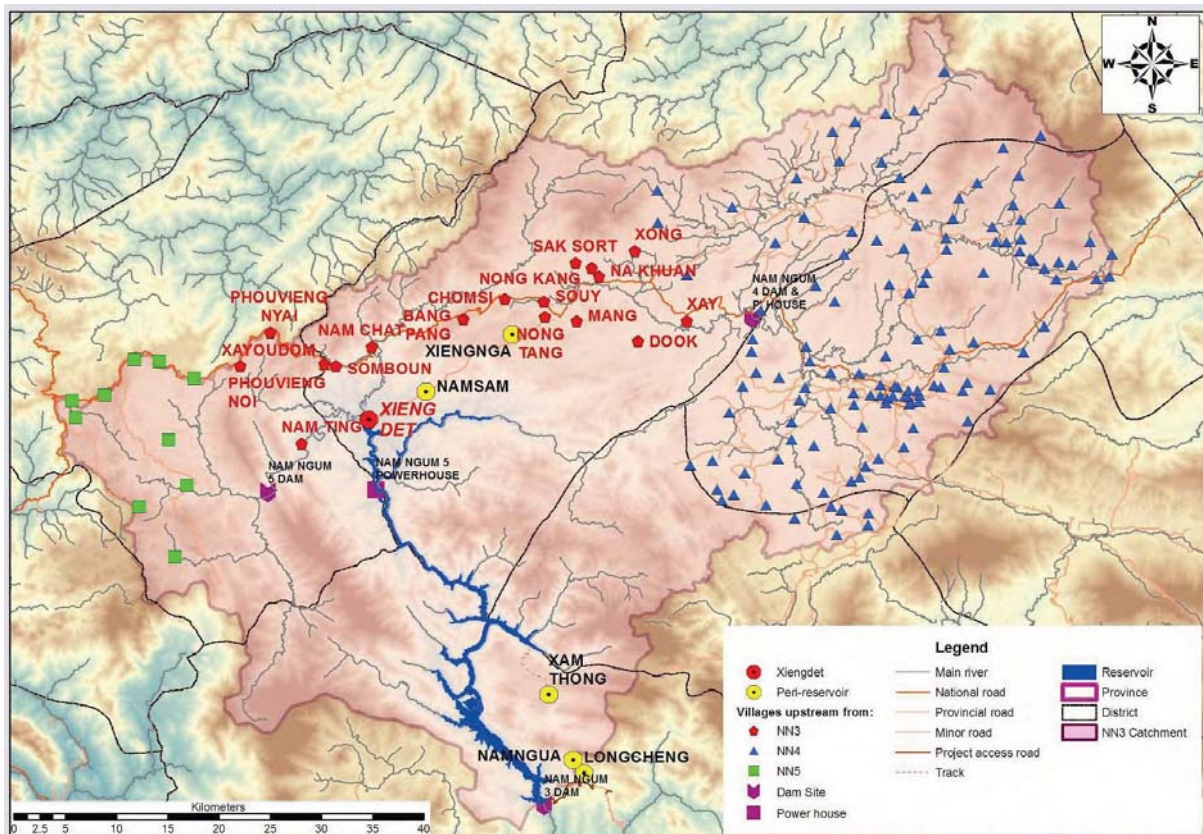 N
W
E
S
XONG
SAK SORT
NA KHUAN
NONG KANG
NAM NGUM
4 DAM &
P' HOUSE
PHOUVIENG
NYAI
CHOMSI
SOUY
XAY
NAM CHAT
BANG
PANG
MANG
XIENGNGA
NONG
TANG
DOOK
XAYOUDOM
SOMBOUN
PHOUVIENG
NOI
NAMSAM
XIENG
DET
NAM TING
NAM NGUM
5 DAM
NAM NGUM 5
POWERHOUSE
XAM
THONG
NAMNGUA
LONGCHENG
NAM NGUM
3 DAM
Kilometers
0 2.5 5 10 15 20 25 30 35 40
Legend
Xiengdet
Peri-reservoir
Villages upstream from:
NN3
NN4
NN5
Dam Site
Power house
Main river
National road
Provincial road
Minor road
Project access road
Track
Reservoir
Province
District
NN3 Catchment